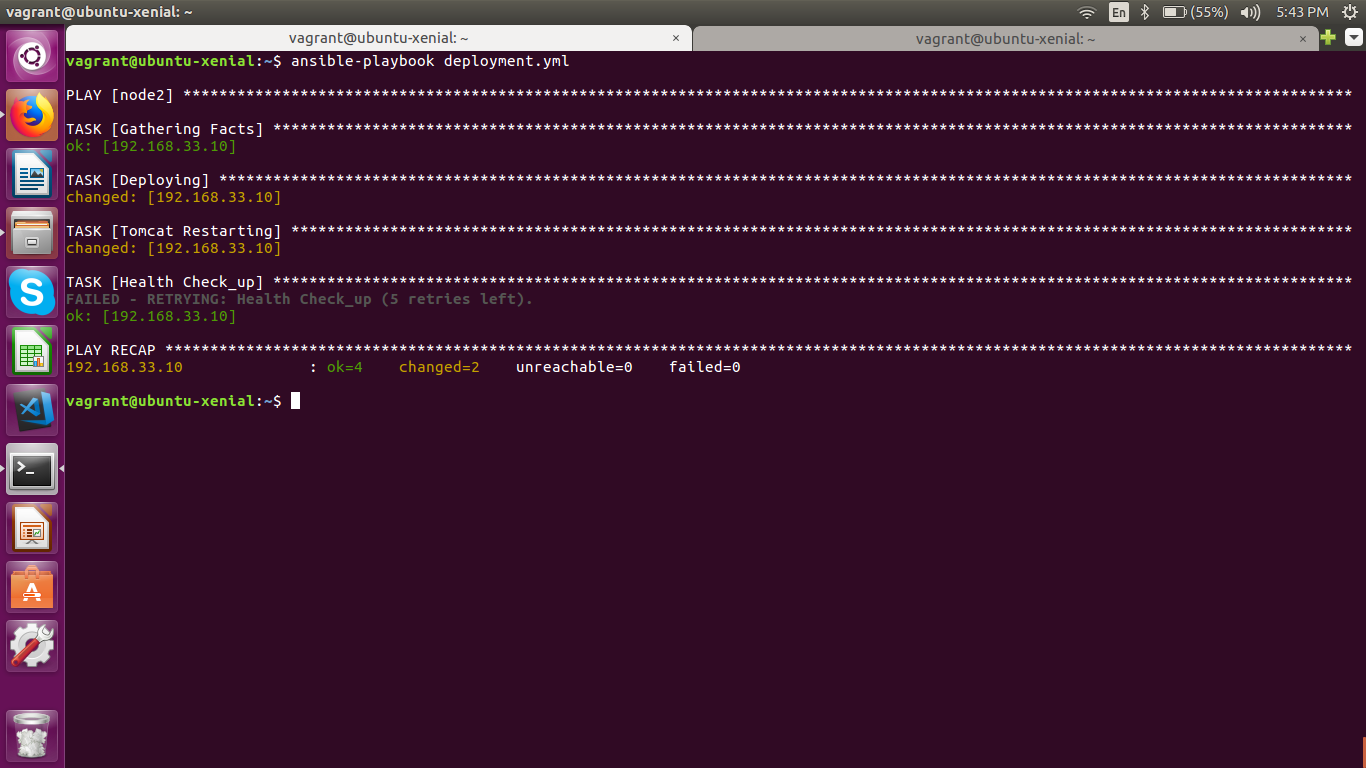 vagrant@ubuntu-xenial: ~
En
(55%)
5:43 PM
vagrant@ubuntu-xenial: ~ ×
vagrant@ubuntu-xenial: ~ ×
vagrant@ubuntu-xenial:~$ ansible-playbook deployment.yml
PLAY [node2] **********************************************************************************************************************************
TASK [Gathering Facts] ************************************************************************************************************************
ok: [192.168.33.10]
TASK [Deploying] ******************************************************************************************************************************
changed: [192.168.33.10]
TASK [Tomcat Restarting] **********************************************************************************************************************
changed: [192.168.33.10]
TASK [Health Check_up] ************************************************************************************************************************
FAILED - RETRYING: Health Check_up (5 retries left).
ok: [192.168.33.10]
PLAY RECAP ************************************************************************************************************************************
192.168.33.10              : ok=4    changed=2    unreachable=0    failed=0
vagrant@ubuntu-xenial:~$
S
>_
A